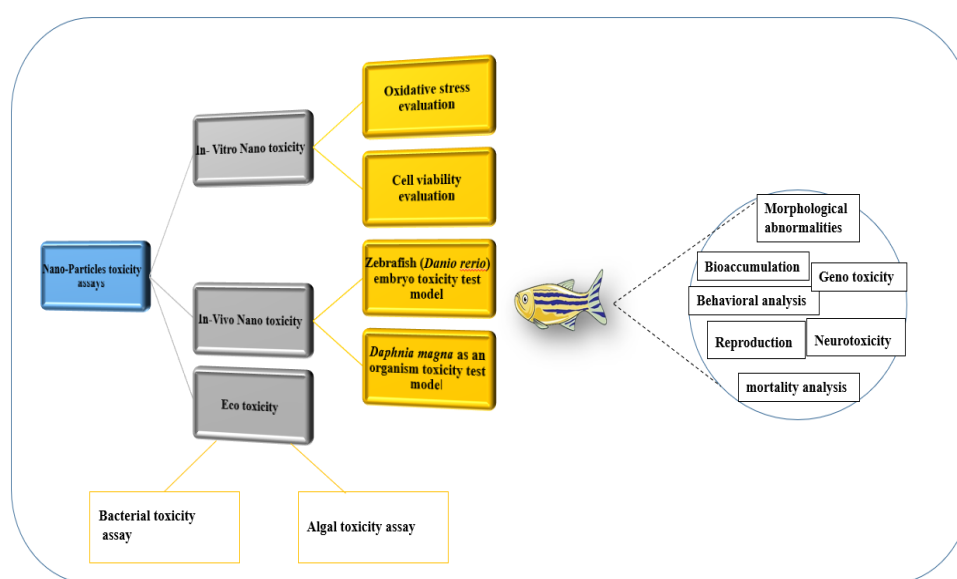 Nano-Particles toxicity
assays
In- Vitro Nano toxicity
Oxidative stress
evaluation
Cell viability
evaluation
In-Vivo Nano toxicity
Zebrafish (Danio rerio)
embryo toxicity test
model
Daphnia magna as an
organism toxicity test
model
Eco toxicity
Bacterial toxicity
assay
Algal toxicity assay
Morphological
abnormalities
Bioaccumulation
Geno toxicity
Behavioral analysis
Reproduction
Neurotoxicity
mortality analysis